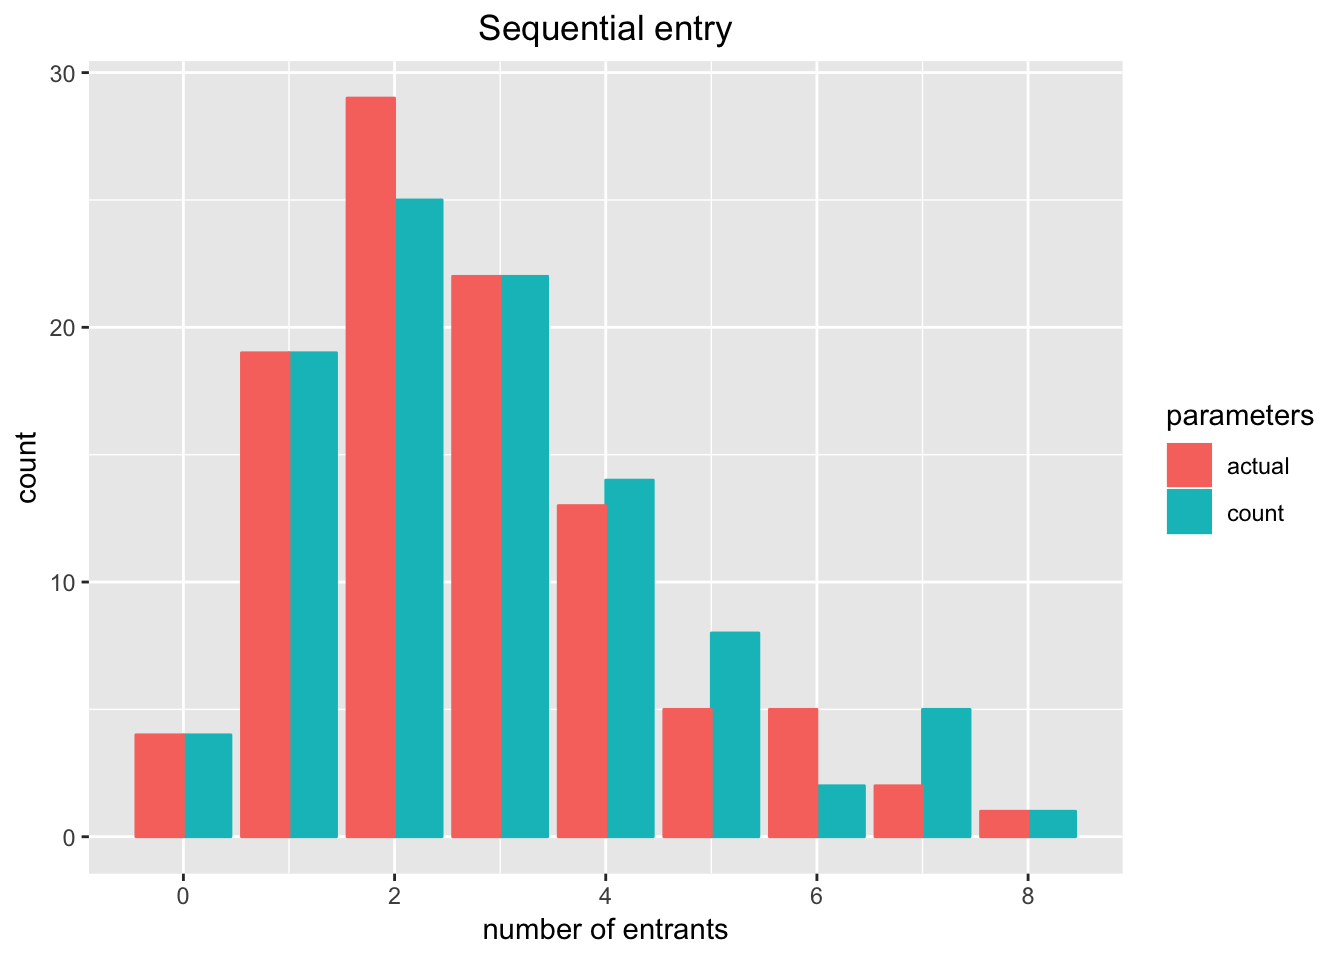 Sequential entry
30
20
10
0
count
0 2 4 6 8
number of entrants
parameters
actual
count